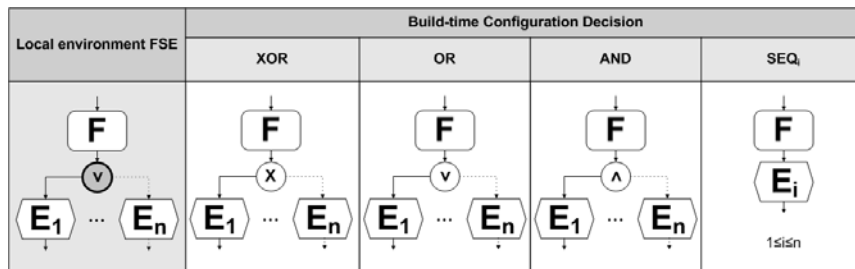 Local environment FSE
Build-time Configuration Decision
XOR
OR
AND
SEQi
F
v
E1 ... En
F
X
E1 ... En
F
v
E1 ... En
F
ʌ
E1 ... En
F
Ei
1≤i≤n